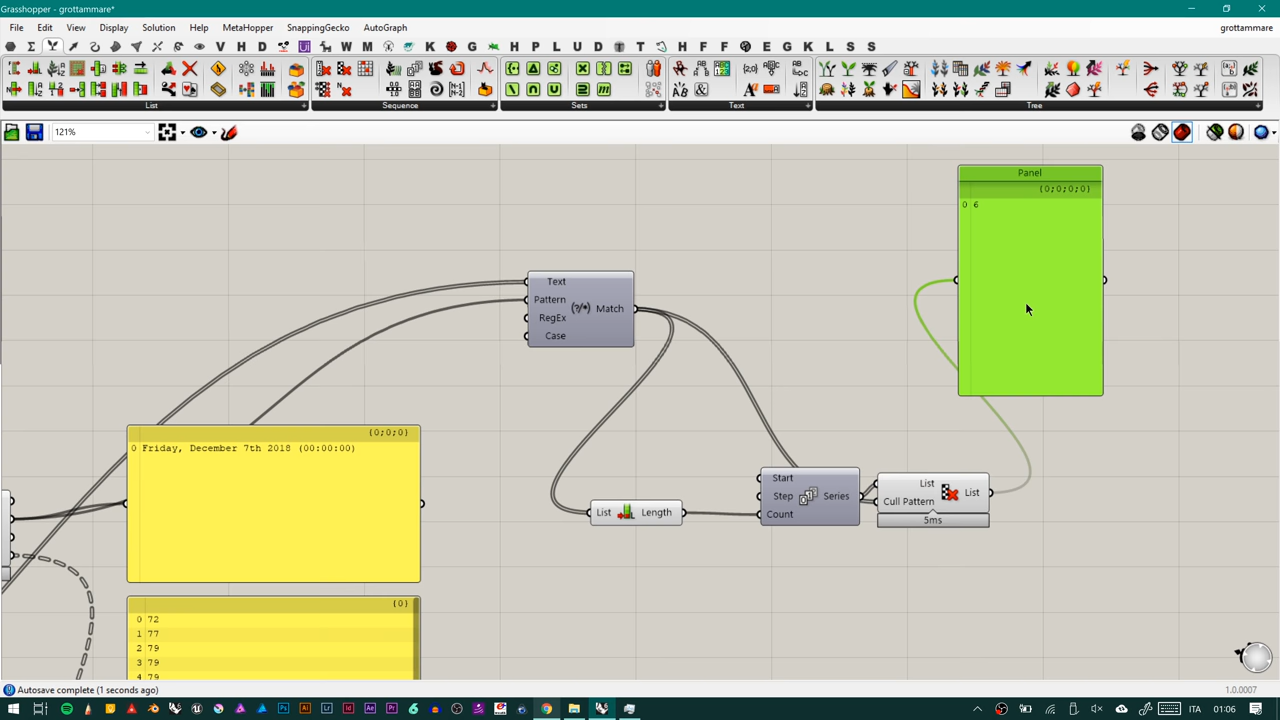 Grasshopper - grottammare*
File Edit View Display Solution Help MetaHopper SnappingGecko AutoGraph grottammare
V H D W M K G H P L U D T T H F F E G K L S S
List Sequence Sets Text Tree
121%
Panel
{0;0;0;0}
0 6
Text
Pattern
RegEx
Case
Match
{0;0;0}
0 Friday, December 7th 2018 (00:00:00)
Start
Step
Count
Series
List
Cull Pattern
List
5ms
List Length
{0}
0 72
1 77
2 79
3 79
4 79
Autosave complete (1 seconds ago) 1.0.0007
ITA 01:06